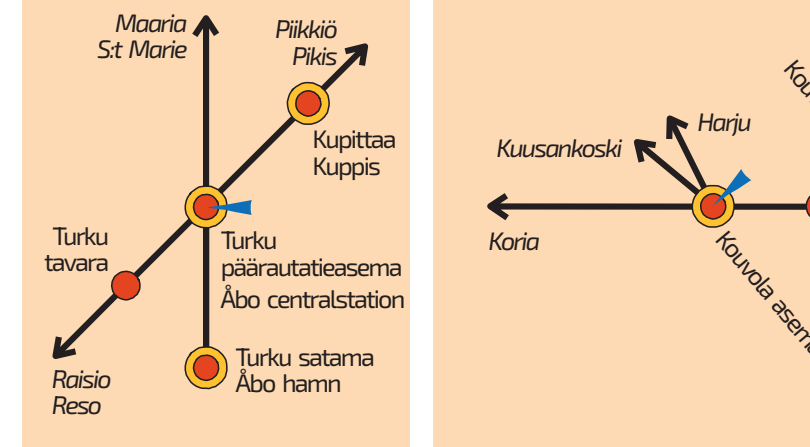 Maaria
S:t Marie
Piikkiö
Pikis
Kupittaa
Kuppis
Turku
tavara
Turku
päärautatieasema
Åbo centralstation
Raisio
Reso
Turku satama
Åbo hamn
Harju
Kuusankoski
Koria
Kouvola